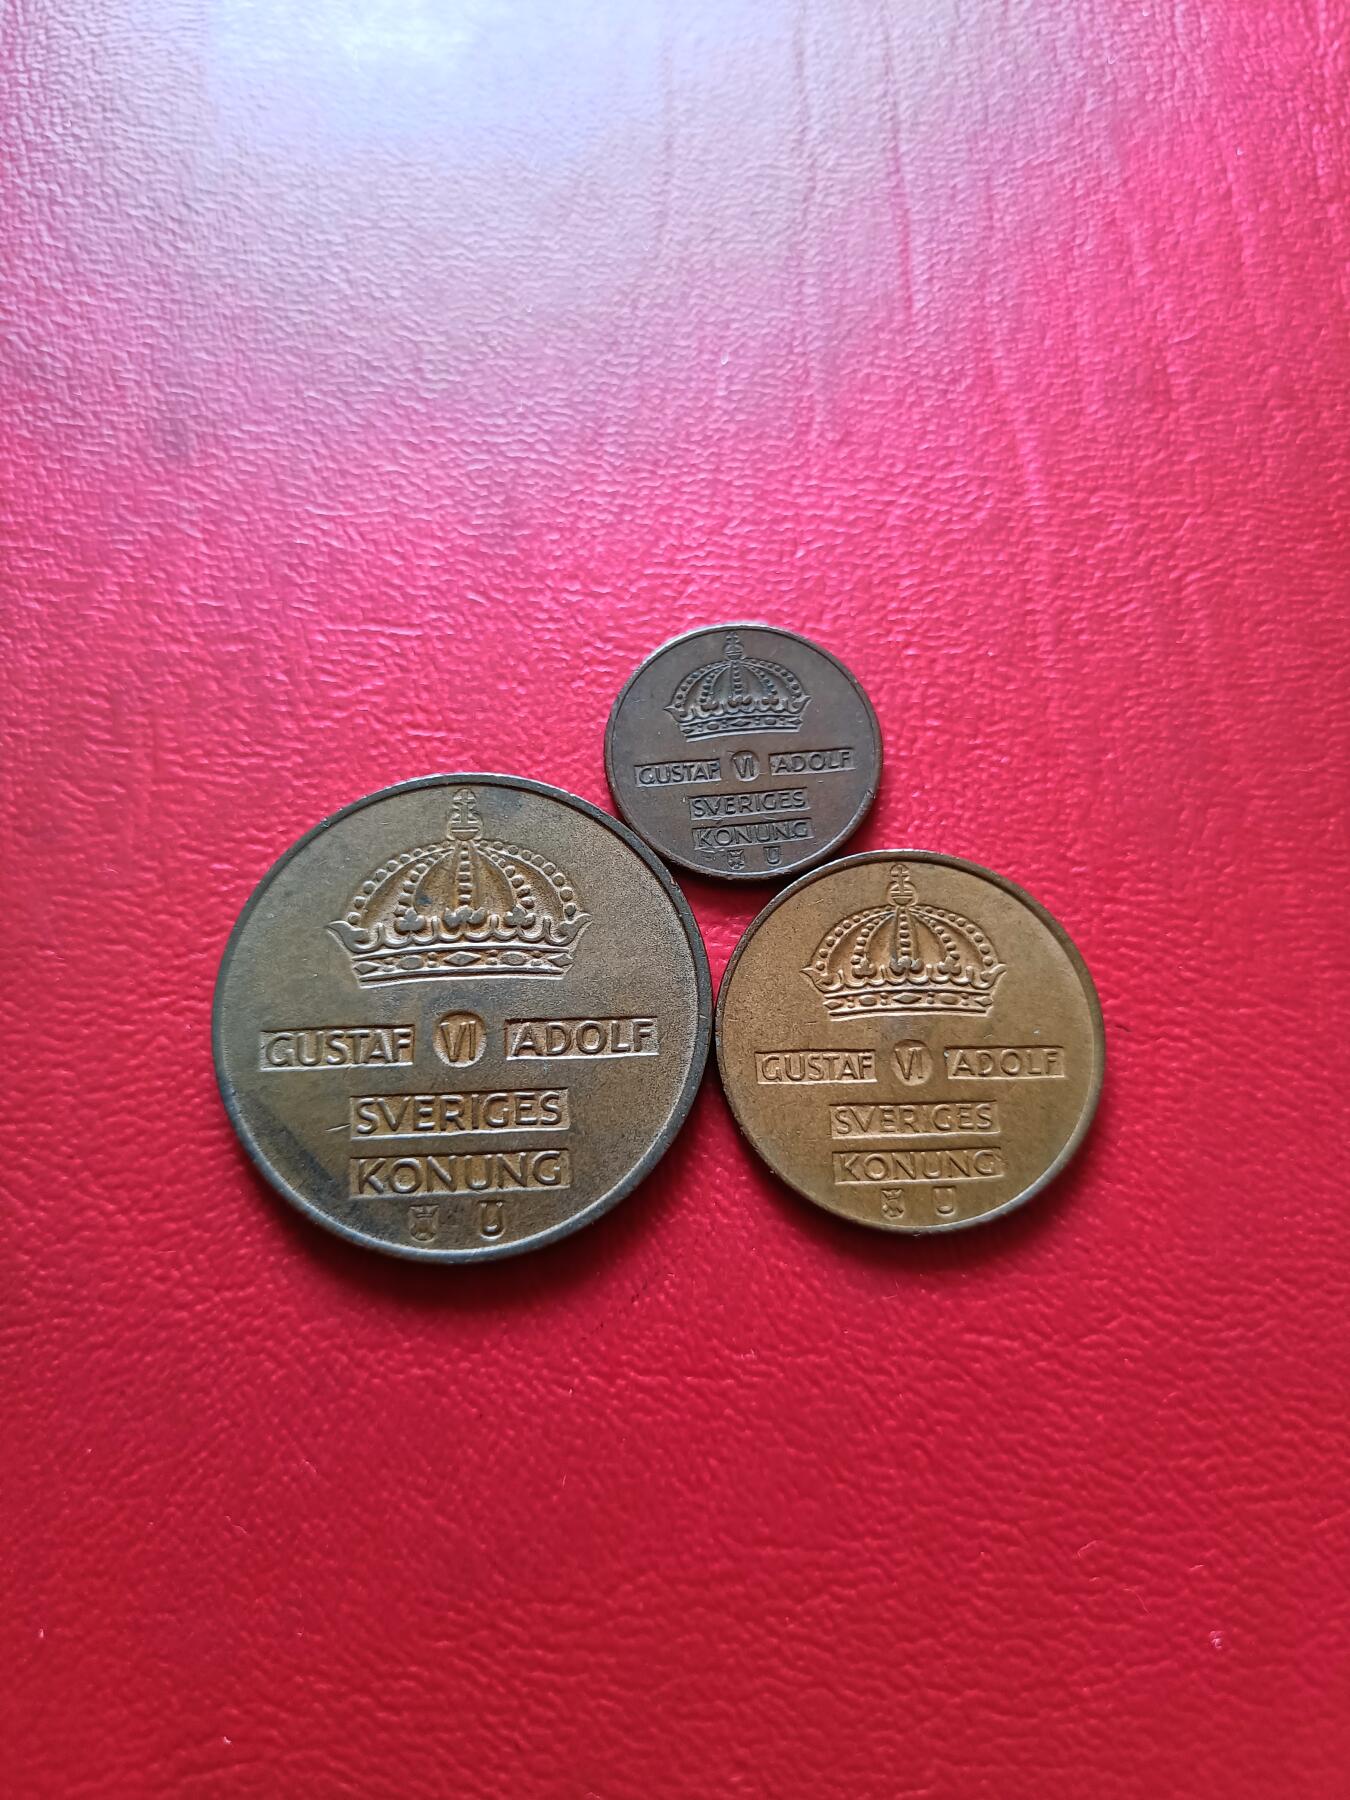 GUSTAF VI ADOLF
SVERIGES
KONUNG
U
GUSTAF VI ADOLF
SVERIGES
KONUNG
U
GUSTAF VI ADOLF
SVERIGES
KONUNG
U